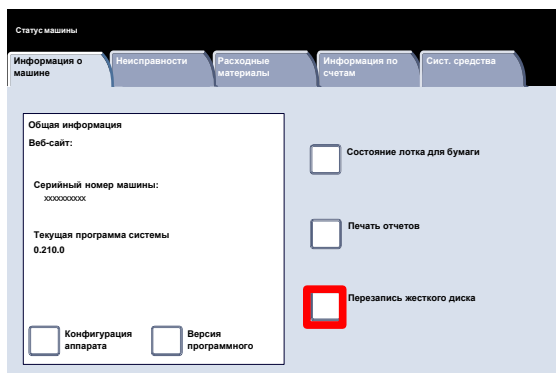 Статус машины
Информация о
машине
Неисправности
Расходные
материалы
Информация по
счетам
Сист. средства
Общая информация
Веб-сайт:
Серийный номер машины:
xxxxxxxxx
Текущая программа системы
0.210.0
Конфигурация
аппарата
Версия
программного
Состояние лотка для бумаги
Печать отчетов
Перезапись жесткого диска